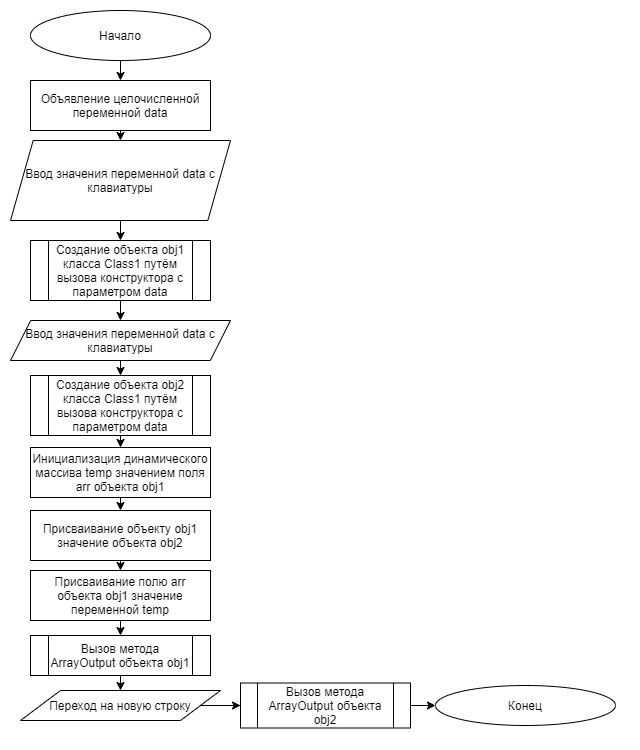 Начало
Объявление целочисленной
переменной data
Ввод значения переменной data с
клавиатуры
Создание объекта obj1
класса Class1 путём
вызова конструктора с
параметром data
Ввод значения переменной data с
клавиатуры
Создание объекта obj2
класса Class1 путём
вызова конструктора с
параметром data
Инициализация динамического
массива temp значением поля
arr объекта obj1
Присваивание объекту obj1
значение объекта obj2
Присваивание полю arr
объекта obj1 значение
переменной temp
Вызов метода
ArrayOutput объекта obj1
Переход на новую строку
Вызов метода
ArrayOutput объекта
obj2
Конец